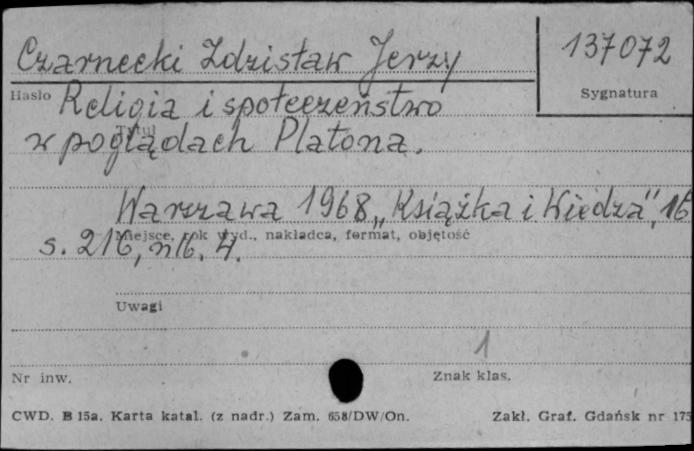 Czarnecki Zdzisław Jerzy
137072
Sygnatura
Hasło
Religia i społeczeństwo
Tytuł
w poglądach Platona.
Warszawa 1968 „Książka i Wiedza", 16
Miejsce, rok wyd., nakładca, format, objętość
s. 216, nlb. 4.
Uwagi
1
Nr inw.
Znak klas.
CWD. B 15a. Karta katal. (z nadr.) Zam. 658/DW/On.
Zakł. Graf. Gdańsk nr 175